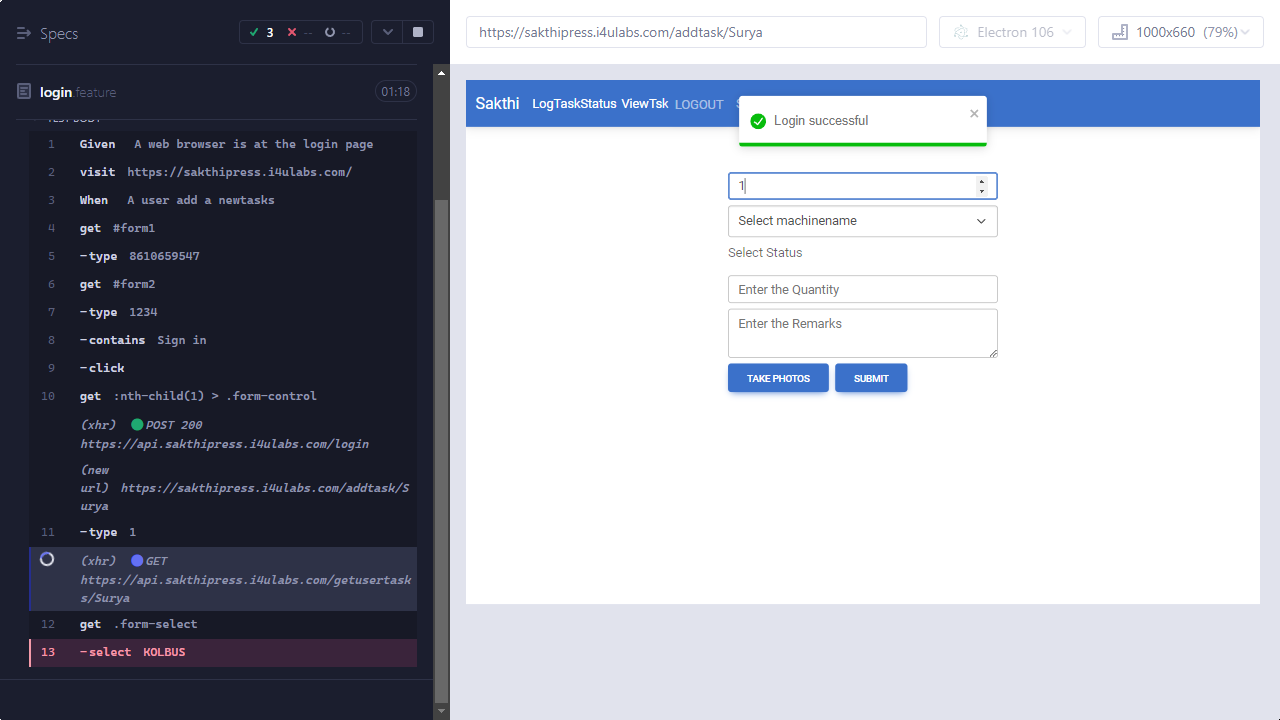 Specs
3
--
--
login.feature
01:18
TEST BODY
1 Given A web browser is at the login page
2 visit https://sakthipress.i4ulabs.com/
3 When A user add a newtasks
4 get #form1
5 -type 8610659547
6 get #form2
7 -type 1234
8 -contains Sign in
9 -click
10 get :nth-child(1) > .form-control
(xhr) POST 200
https://api.sakthipress.i4ulabs.com/login
(new
url) https://sakthipress.i4ulabs.com/addtask/S
urya
11 -type 1
(xhr) GET
https://api.sakthipress.i4ulabs.com/getusertask
s/Surya
12 get .form-select
13 -select KOLBUS
https://sakthipress.i4ulabs.com/addtask/Surya
Electron 106
1000x660 (79%)
Sakthi LogTaskStatus ViewTsk LOGOUT
Login successful
1
Select machinename
Select Status
Enter the Quantity
Enter the Remarks
TAKE PHOTOS SUBMIT